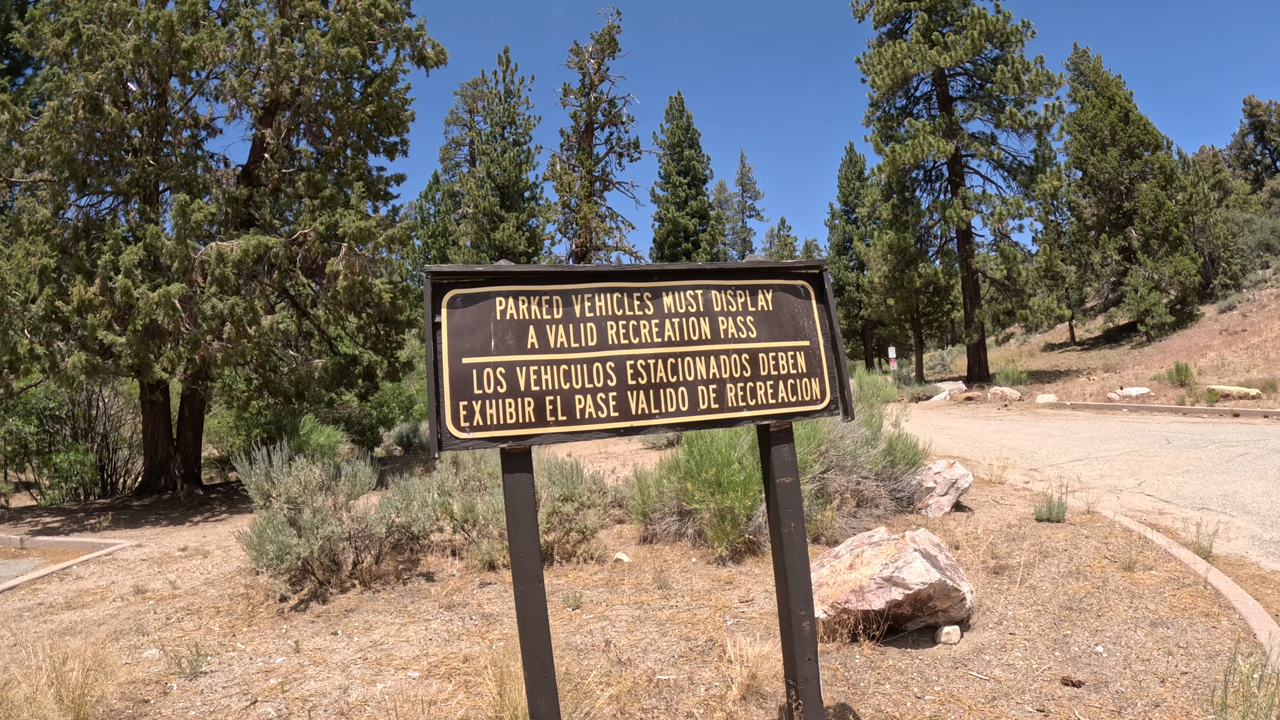 PARKED VEHICLES MUST DISPLAY
A VALID RECREATION PASS
LOS VEHICULOS ESTACIONADOS DEBEN
EXHIBIR EL PASE VALIDO DE RECREACION